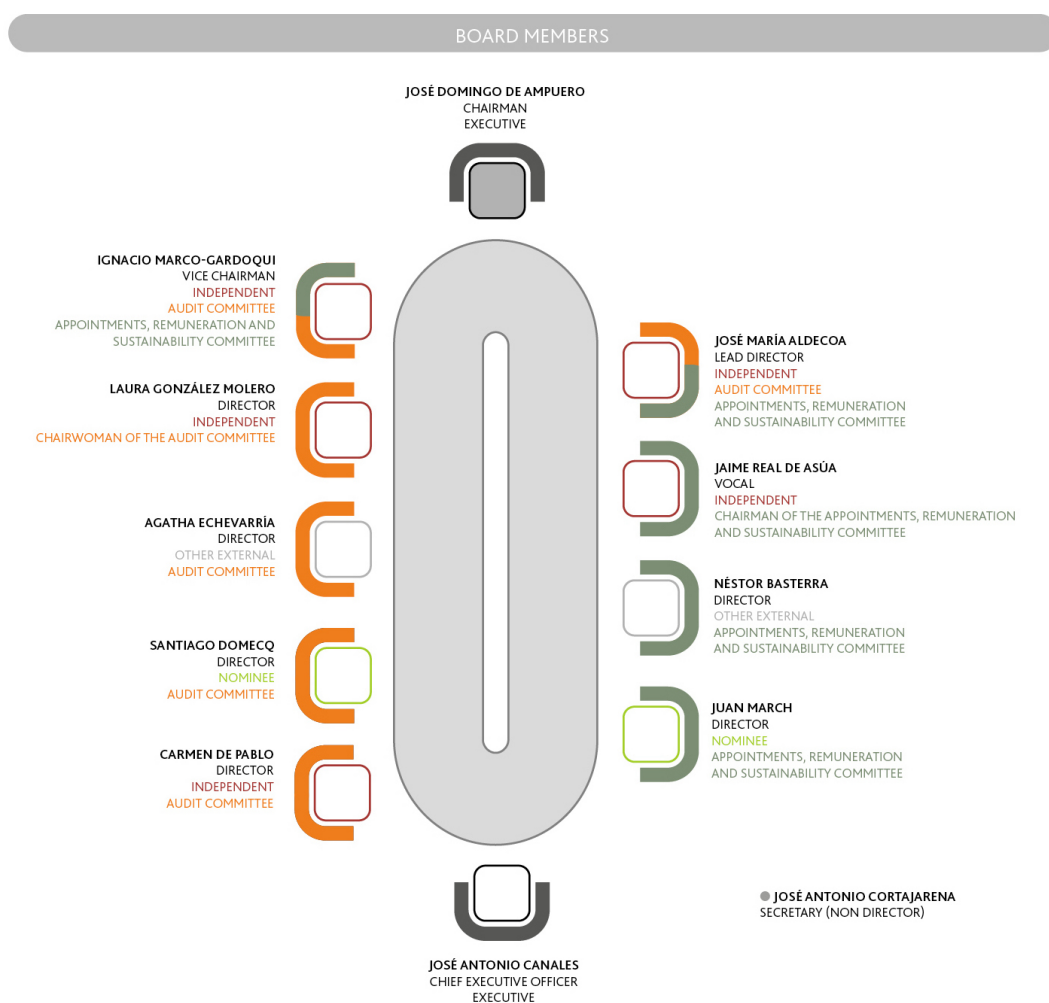 BOARD MEMBERS
JOSÉ DOMINGO DE AMPUERO
CHAIRMAN
EXECUTIVE
IGNACIO MARCO-GARDOQUI
VICE CHAIRMAN
INDEPENDENT
AUDIT COMMITTEE
APPOINTMENTS, REMUNERATION AND
SUSTAINABILITY COMMITTEE
LAURA GONZÁLEZ MOLERO
DIRECTOR
INDEPENDENT
CHAIRWOMAN OF THE AUDIT COMMITTEE
AGATHA ECHEVARRÍA
DIRECTOR
OTHER EXTERNAL
AUDIT COMMITTEE
SANTIAGO DOMECQ
DIRECTOR
NOMINEE
AUDIT COMMITTEE
CARMEN DE PABLO
DIRECTOR
INDEPENDENT
AUDIT COMMITTEE
JOSÉ MARÍA ALDECOA
LEAD DIRECTOR
INDEPENDENT
AUDIT COMMITTEE
APPOINTMENTS, REMUNERATION
AND SUSTAINABILITY COMMITTEE
JAIME REAL DE ASÚA
VOCAL
INDEPENDENT
CHAIRMAN OF THE APPOINTMENTS, REMUNERATION
AND SUSTAINABILITY COMMITTEE
NÉSTOR BASTERRA
DIRECTOR
OTHER EXTERNAL
APPOINTMENTS, REMUNERATION
AND SUSTAINABILITY COMMITTEE
JUAN MARCH
DIRECTOR
NOMINEE
APPOINTMENTS, REMUNERATION
AND SUSTAINABILITY COMMITTEE
JOSÉ ANTONIO CORTAJARENA
SECRETARY (NON DIRECTOR)
JOSÉ ANTONIO CANALES
CHIEF EXECUTIVE OFFICER
EXECUTIVE